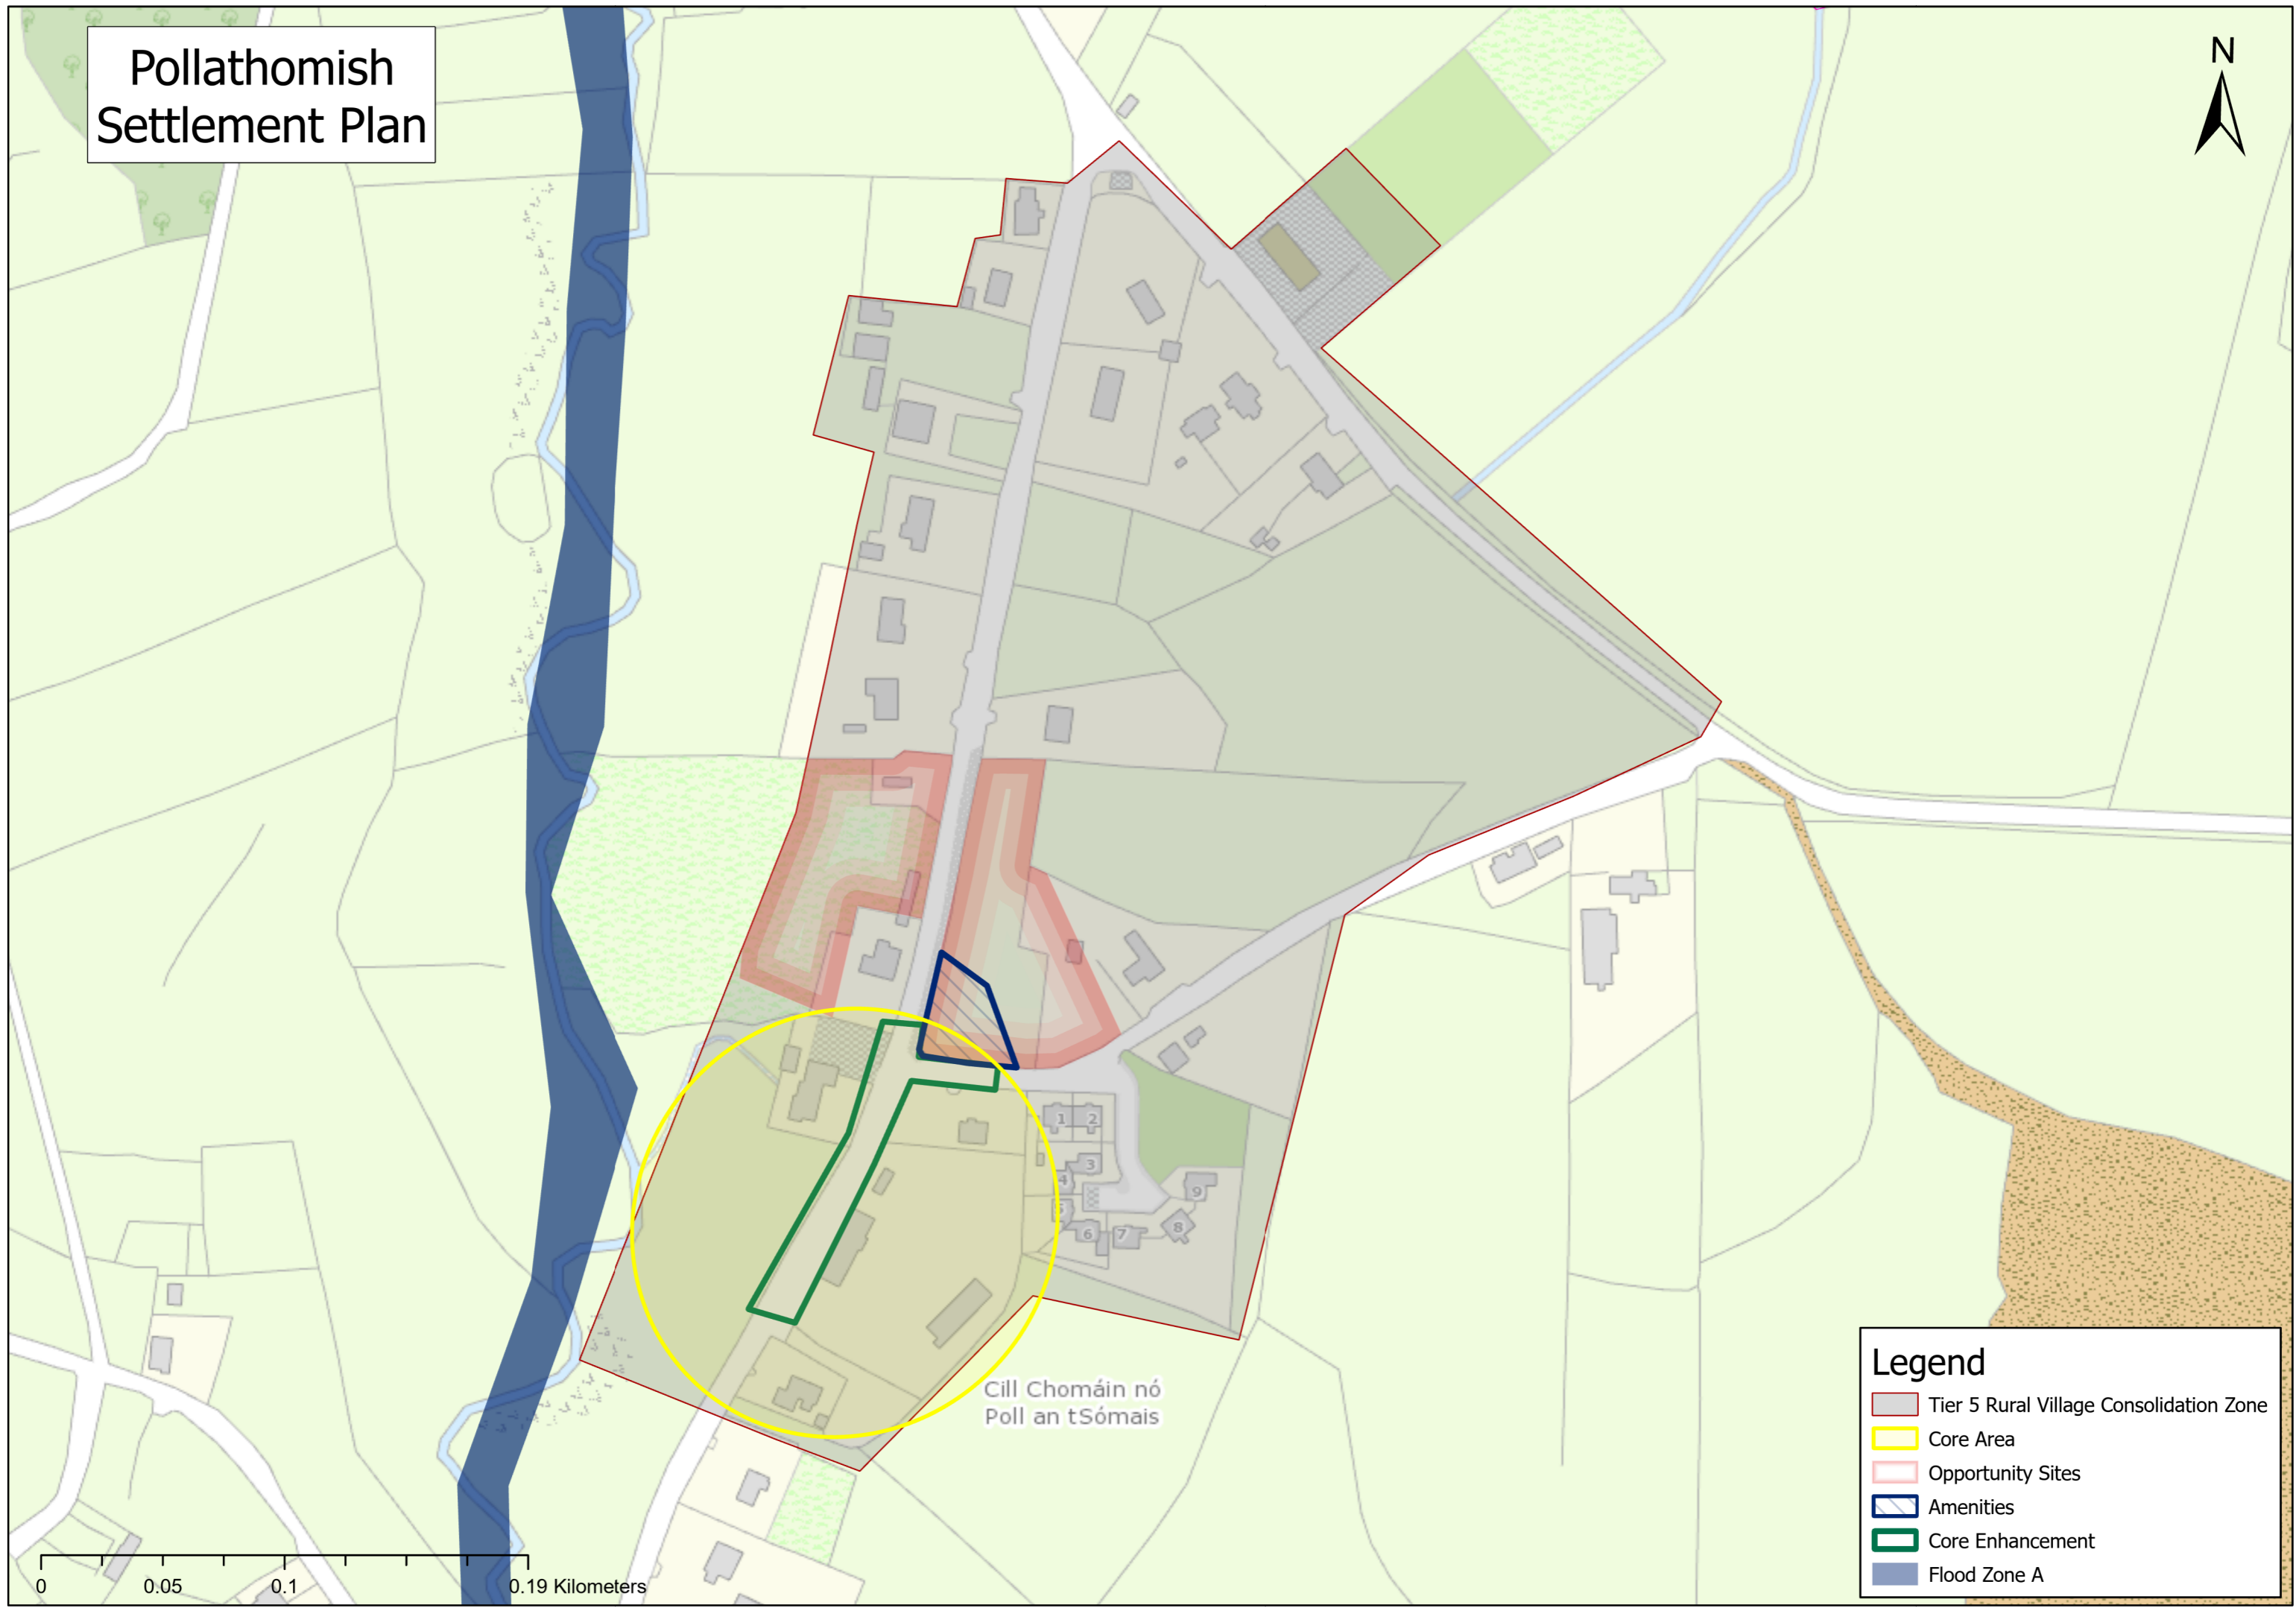 Pollathomish
Settlement Plan
N
1
2
3
4
5
6
7
8
9
Cill Chomáin nó
Poll an tSómais
Legend
Tier 5 Rural Village Consolidation Zone
Core Area
Opportunity Sites
Amenities
Core Enhancement
Flood Zone A
0 0.05 0.1 0.19 Kilometers